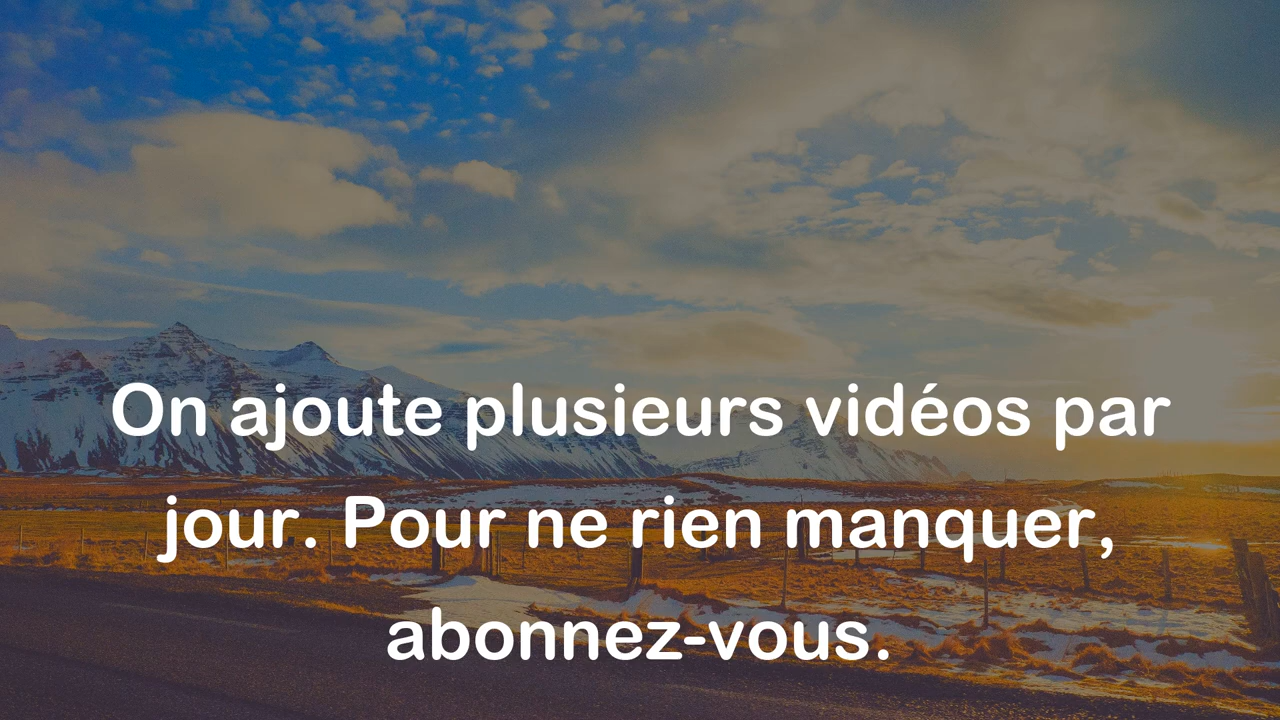 On ajoute plusieurs vidéos par
jour. Pour ne rien manquer,
abonnez-vous.